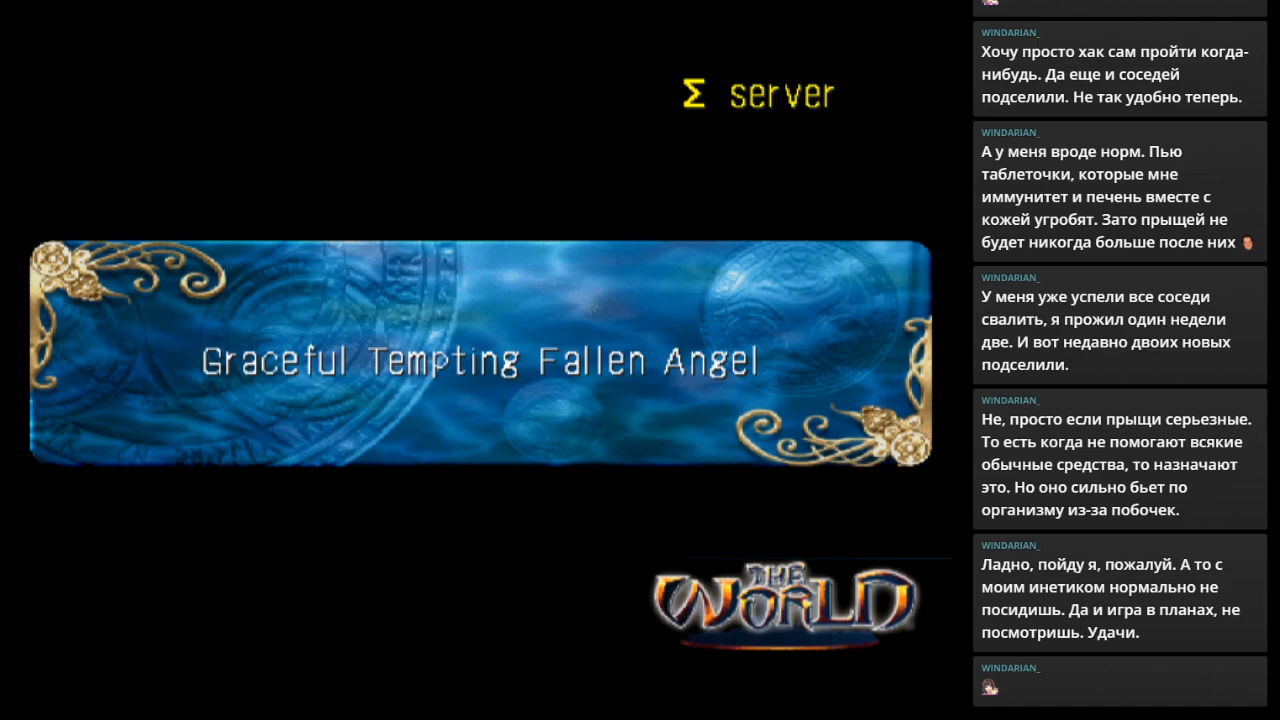 Σ server
Graceful Tempting Fallen Angel
THE
WORLD
WINDARIAN_
Хочу просто хак сам пройти когда-
нибудь. Да еще и соседей
подселили. Не так удобно теперь.
WINDARIAN_
А у меня вроде норм. Пью
таблеточки, которые мне
иммунитет и печень вместе с
кожей угробят. Зато прыщей не
будет никогда больше после них
WINDARIAN_
У меня уже успели все соседи
свалить, я прожил один недели
две. И вот недавно двоих новых
подселили.
WINDARIAN_
Не, просто если прыщи серьезные.
То есть когда не помогают всякие
обычные средства, то назначают
это. Но оно сильно бьет по
организму из-за побочек.
WINDARIAN_
Ладно, пойду я, пожалуй. А то с
моим инетиком нормально не
посидишь. Да и игра в планах, не
посмотришь. Удачи.
WINDARIAN_